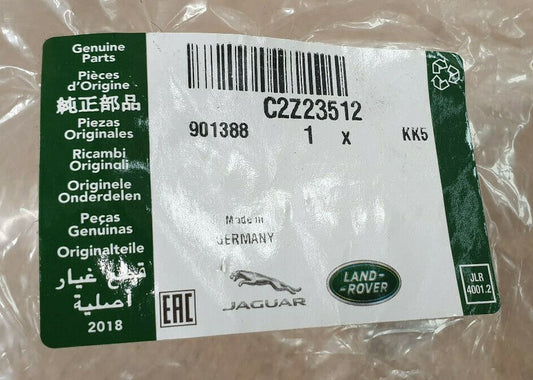 Genuine
Parts
Pièces
d'Origine
純正部品
Piezas
Originales
Ricambi
Originali
Originele
Onderdelen
Peças
Genuinas
Originalteile
قطع غيار
أصلية
2018
C2Z23512
901388 1 x KK5
Made in
GERMANY
EAC
JAGUAR
LAND-
ROVER
JLR
4001.2